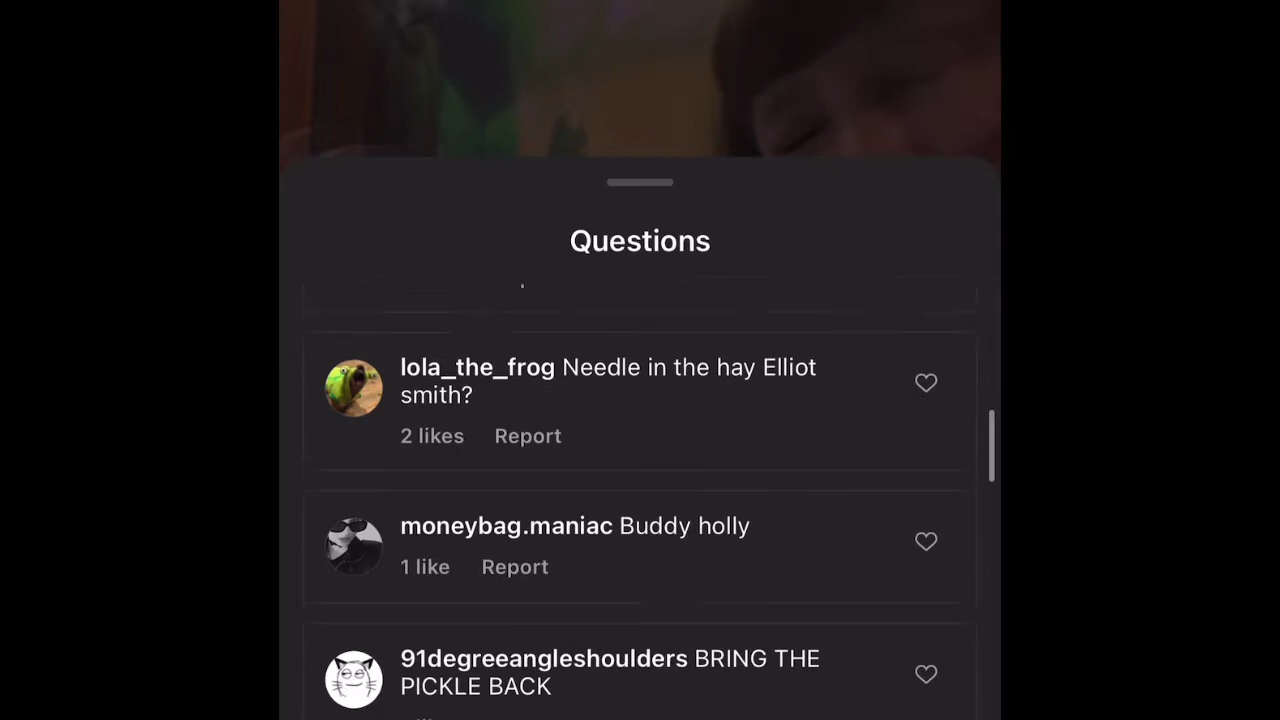 Questions
lola_the_frog Needle in the hay Elliot
smith?
2 likes Report
moneybag.maniac Buddy holly
1 like Report
91degreeangleshoulders BRING THE
PICKLE BACK